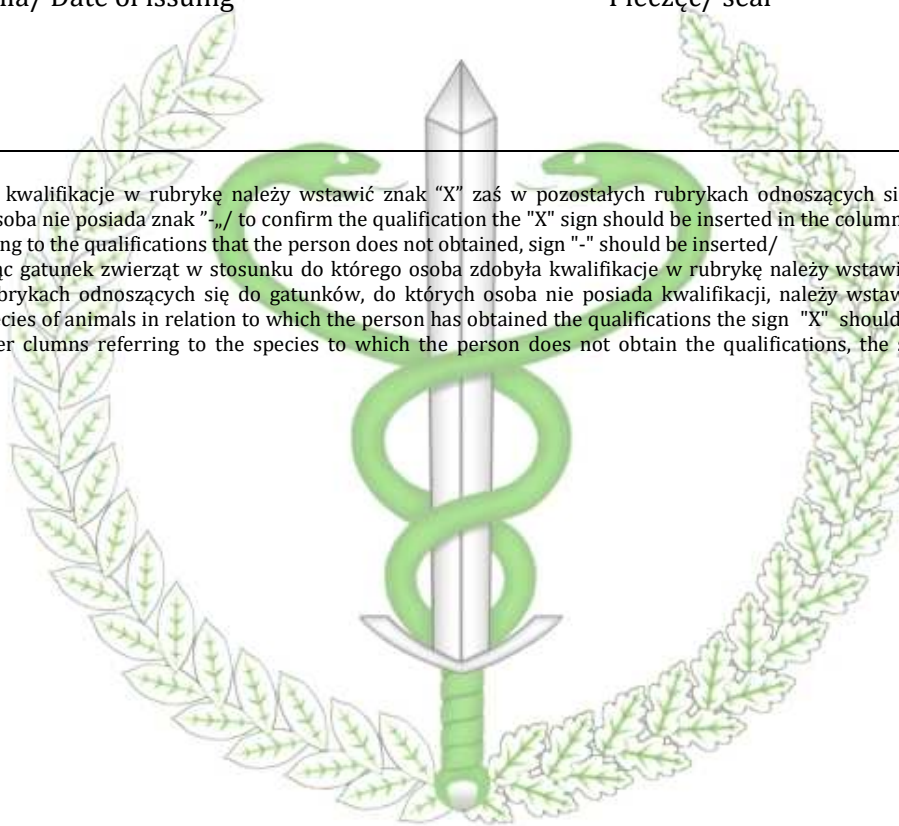 nia/ Date of issuing Pieczęć/ seal
kwalifikacje w rubrykę należy wstawić znak “X” zaś w pozostałych rubrykach odnoszących si
soba nie posiada znak ”-„/ to confirm the qualification the "X" sign should be inserted in the column
ng to the qualifications that the person does not obtained, sign "-" should be inserted/
ąc gatunek zwierząt w stosunku do którego osoba zdobyła kwalifikacje w rubrykę należy wstawi
brykach odnoszących się do gatunków, do których osoba nie posiada kwalifikacji, należy wstaw
ecies of animals in relation to which the person has obtained the qualifications the sign "X" should
er clumns referring to the species to which the person does not obtain the qualifications, the s